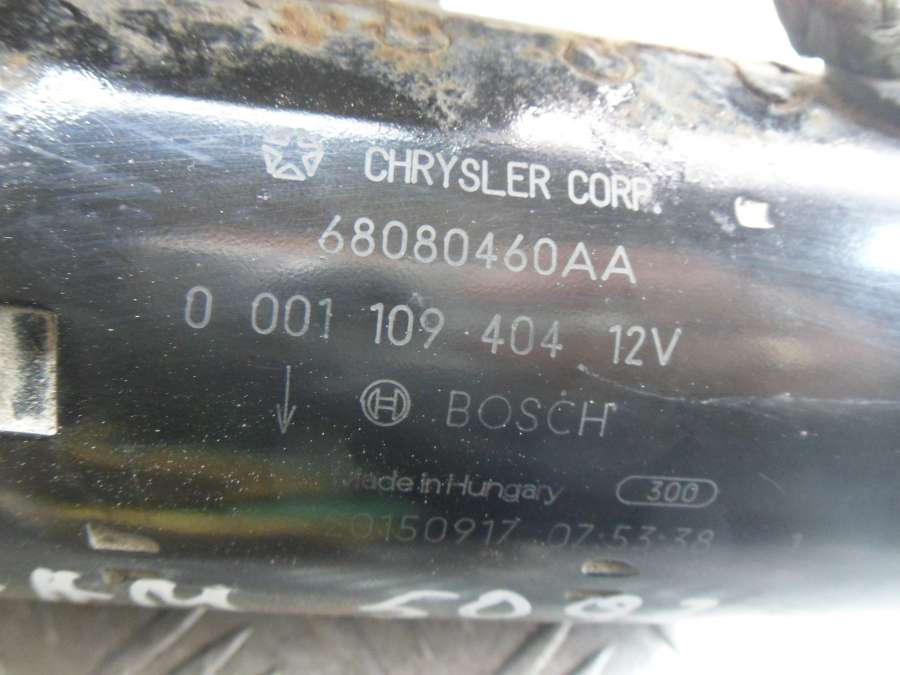 CHRYSLER CORP.
68080460AA
0 001 109 404 12V
BOSCH
Made in Hungary 300
20150917 07:53:38